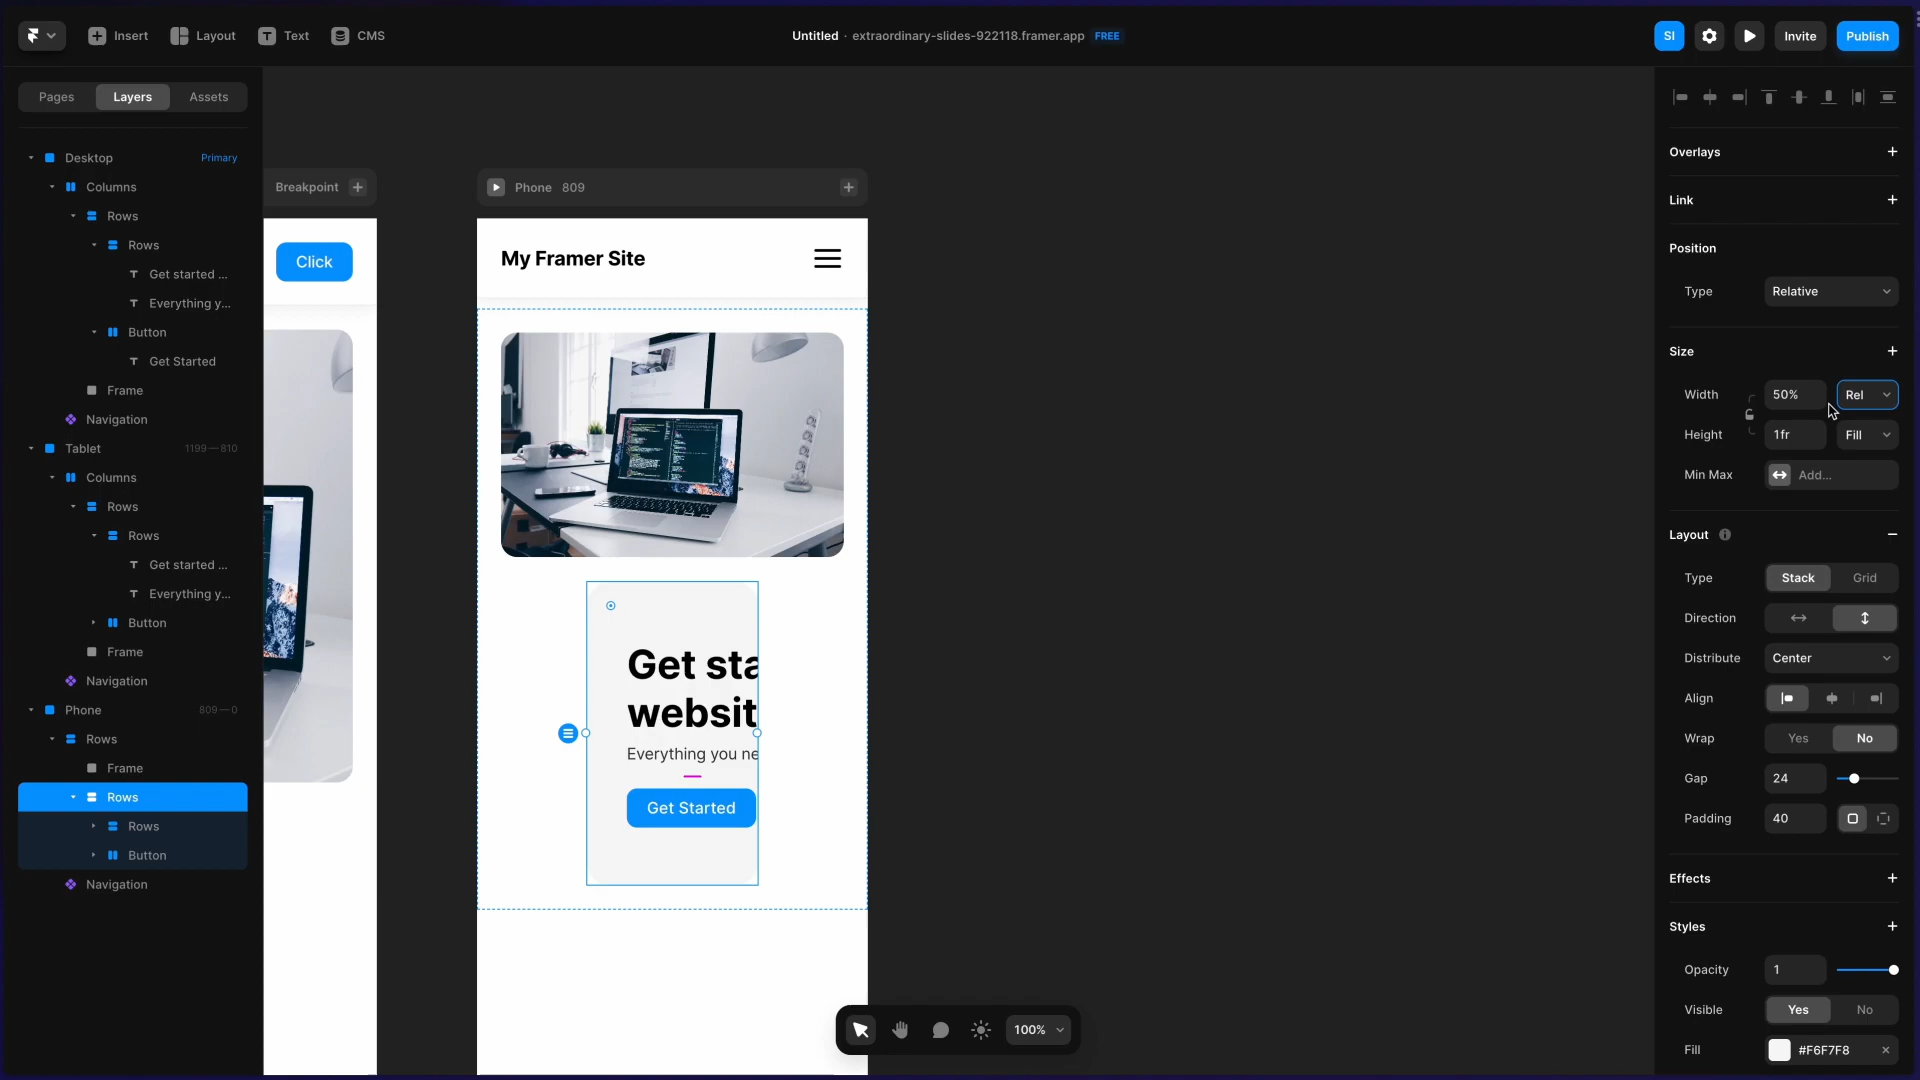 Insert
Layout
Text
CMS
Untitled · extraordinary-slides-922118.framer.app FREE
SI
Invite
Publish
Pages
Layers
Assets
Desktop Primary
Columns
Rows
Rows
Get started ...
Everything y...
Button
Get Started
Frame
Navigation
Tablet 1199—810
Columns
Rows
Rows
Get started ...
Everything y...
Button
Frame
Navigation
Phone 809—0
Rows
Frame
Rows
Rows
Button
Navigation
Breakpoint
Click
Phone 809
My Framer Site
Get sta
websit
Everything you ne
Get Started
100%
Overlays
Link
Position
Type Relative
Size
Width 50% Rel
Height 1fr Fill
Min Max Add...
Layout
Type Stack Grid
Direction
Distribute Center
Align
Wrap Yes No
Gap 24
Padding 40
Effects
Styles
Opacity 1
Visible Yes No
Fill #F6F7F8